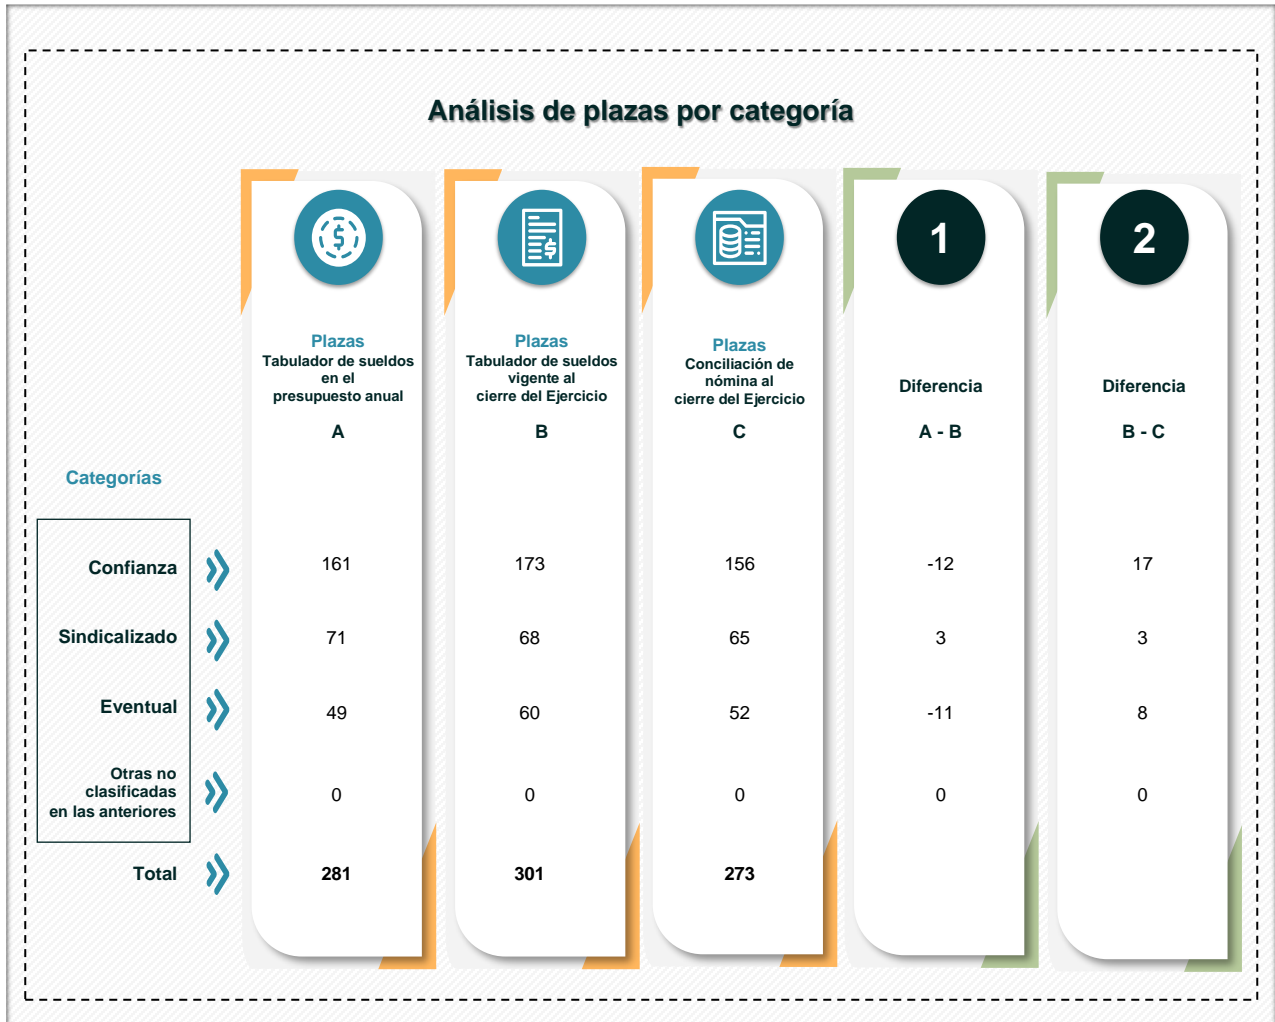 Análisis de plazas por categoría
1
2
Plazas
Tabulador de sueldos
en el
presupuesto anual
A
Plazas
Tabulador de sueldos
vigente al
cierre del Ejercicio
B
Plazas
Conciliación de
nómina al
cierre del Ejercicio
C
Diferencia
A - B
Diferencia
B - C
Categorías
Confianza 161 173 156 -12 17
Sindicalizado 71 68 65 3 3
Eventual 49 60 52 -11 8
Otras no
clasificadas
en las anteriores 0 0 0 0 0
Total 281 301 273